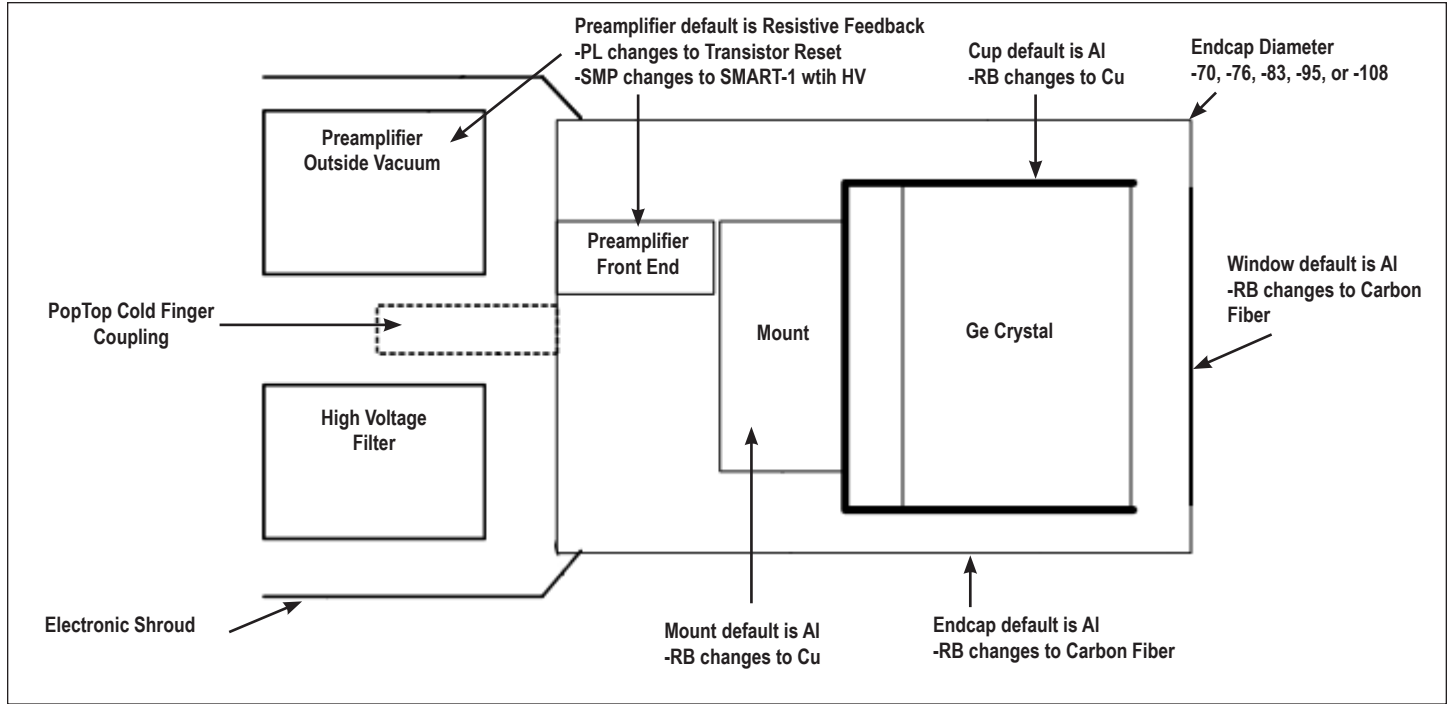 Preamplifier default is Resistive Feedback
-PL changes to Transistor Reset
-SMP changes to SMART-1 wtih HV
Cup default is Al
-RB changes to Cu
Endcap Diameter
-70, -76, -83, -95, or -108
Preamplifier
Outside Vacuum
Preamplifier
Front End
PopTop Cold Finger
Coupling
Mount
Ge Crystal
Window default is Al
-RB changes to Carbon
Fiber
High Voltage
Filter
Electronic Shroud
Mount default is Al
-RB changes to Cu
Endcap default is Al
-RB changes to Carbon Fiber